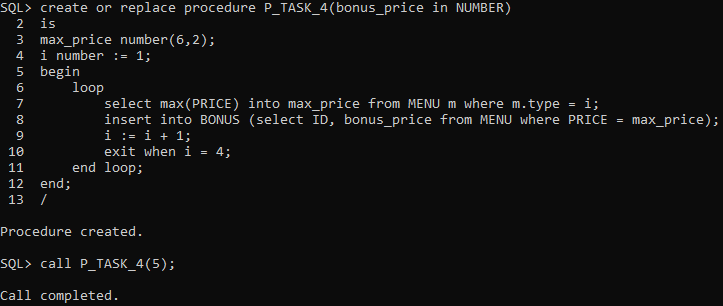 SQL> create or replace procedure P_TASK_4(bonus_price in NUMBER)
  2  is
  3  max_price number(6,2);
  4  i number := 1;
  5  begin
  6      loop
  7          select max(PRICE) into max_price from MENU m where m.type = i;
  8          insert into BONUS (select ID, bonus_price from MENU where PRICE = max_price);
  9          i := i + 1;
 10          exit when i = 4;
 11      end loop;
 12  end;
 13  /
Procedure created.
SQL> call P_TASK_4(5);
Call completed.